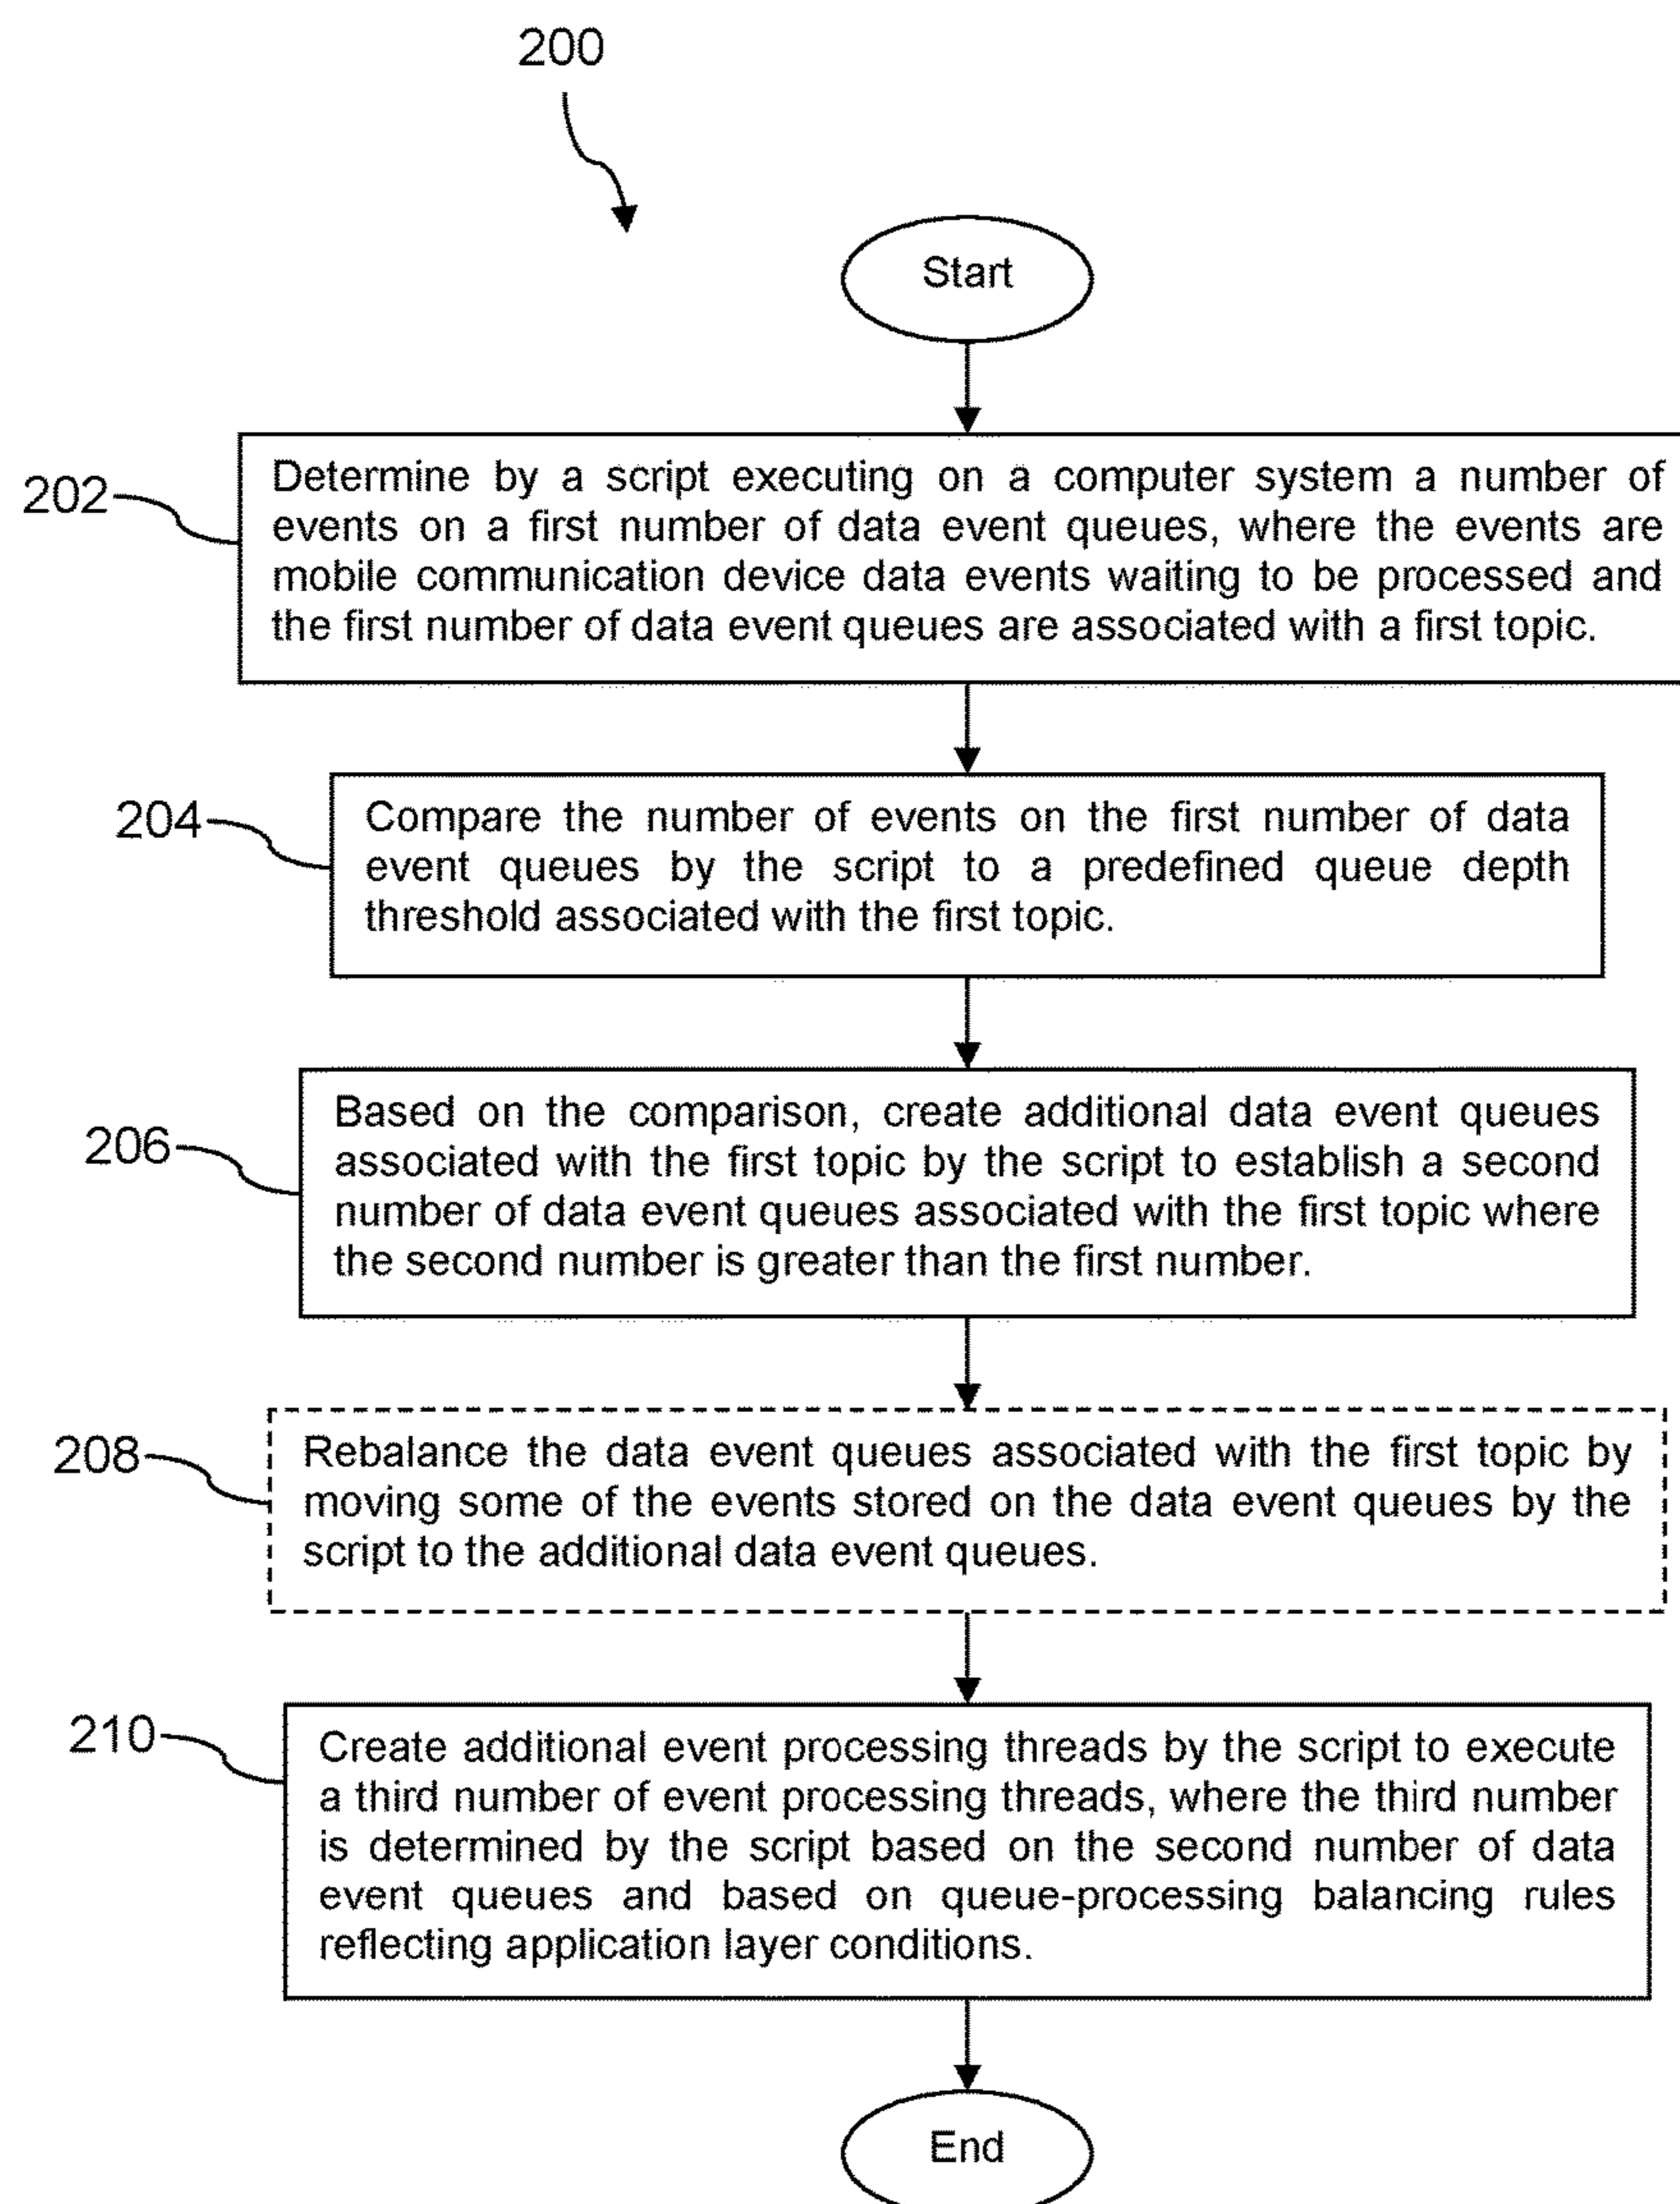 200
Start
202
Determine by a script executing on a computer system a number of
events on a first number of data event queues, where the events are
mobile communication device data events waiting to be processed and
the first number of data event queues are associated with a first topic.
204
Compare the number of events on the first number of data
event queues by the script to a predefined queue depth
threshold associated with the first topic.
206
Based on the comparison, create additional data event queues
associated with the first topic by the script to establish a second
number of data event queues associated with the first topic where
the second number is greater than the first number.
208
Rebalance the data event queues associated with the first topic by
moving some of the events stored on the data event queues by the
script to the additional data event queues.
210
Create additional event processing threads by the script to execute
a third number of event processing threads, where the third number
is determined by the script based on the second number of data
event queues and based on queue-processing balancing rules
reflecting application layer conditions.
End